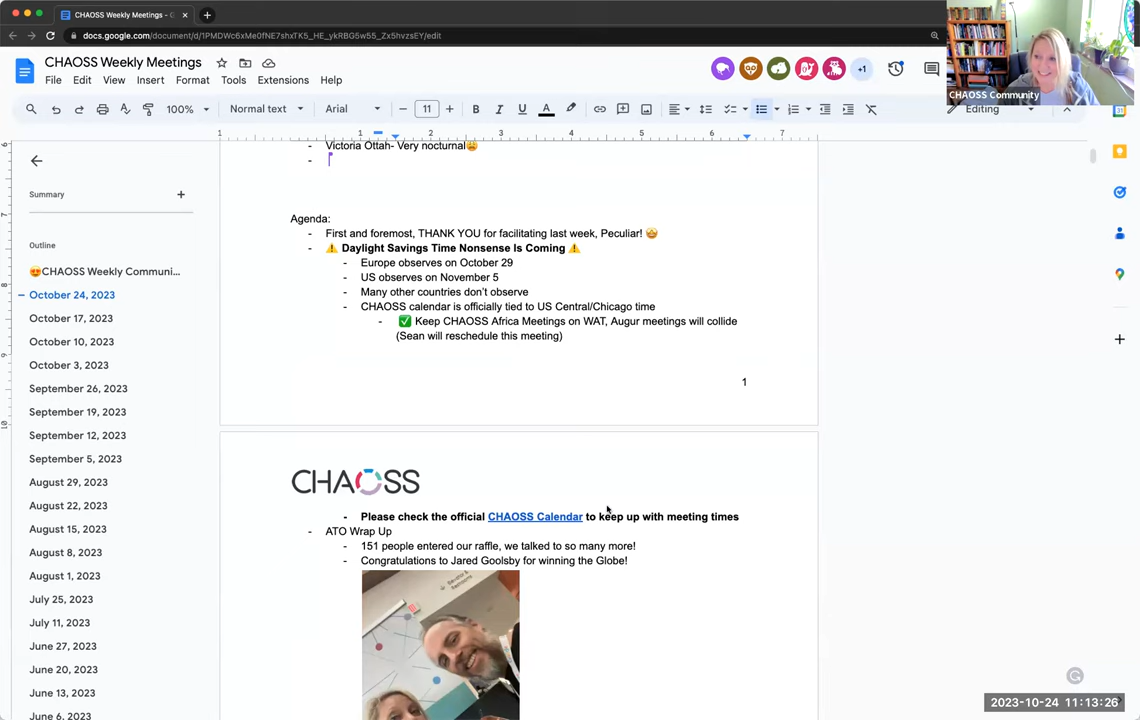 CHAOSS Weekly Meetings - G
docs.google.com/document/d/1PMDWc6xMe0fNE7shxTK5_HE_ykRBG5w55_Zx5hvzsEY/edit
CHAOSS Weekly Meetings
File Edit View Insert Format Tools Extensions Help
+1
CHAOSS Community
100% Normal text Arial 11 Editing
1 1 2 3 4 5 6 7
Summary
Outline
😍CHAOSS Weekly Communi...
October 24, 2023
October 17, 2023
October 10, 2023
October 3, 2023
September 26, 2023
September 19, 2023
September 12, 2023
September 5, 2023
August 29, 2023
August 22, 2023
August 15, 2023
August 8, 2023
August 1, 2023
July 25, 2023
July 11, 2023
June 27, 2023
June 20, 2023
June 13, 2023
June 6, 2023
- Victoria Ottah- Very nocturnal😩
-
Agenda:
- First and foremost, THANK YOU for facilitating last week, Peculiar! 🤩
- ⚠️ Daylight Savings Time Nonsense Is Coming ⚠️
- Europe observes on October 29
- US observes on November 5
- Many other countries don't observe
- CHAOSS calendar is officially tied to US Central/Chicago time
- ✅ Keep CHAOSS Africa Meetings on WAT, Augur meetings will collide
(Sean will reschedule this meeting)
1
CHAOSS
- Please check the official CHAOSS Calendar to keep up with meeting times
- ATO Wrap Up
- 151 people entered our raffle, we talked to so many more!
- Congratulations to Jared Goolsby for winning the Globe!
2023-10-24 11:13:26